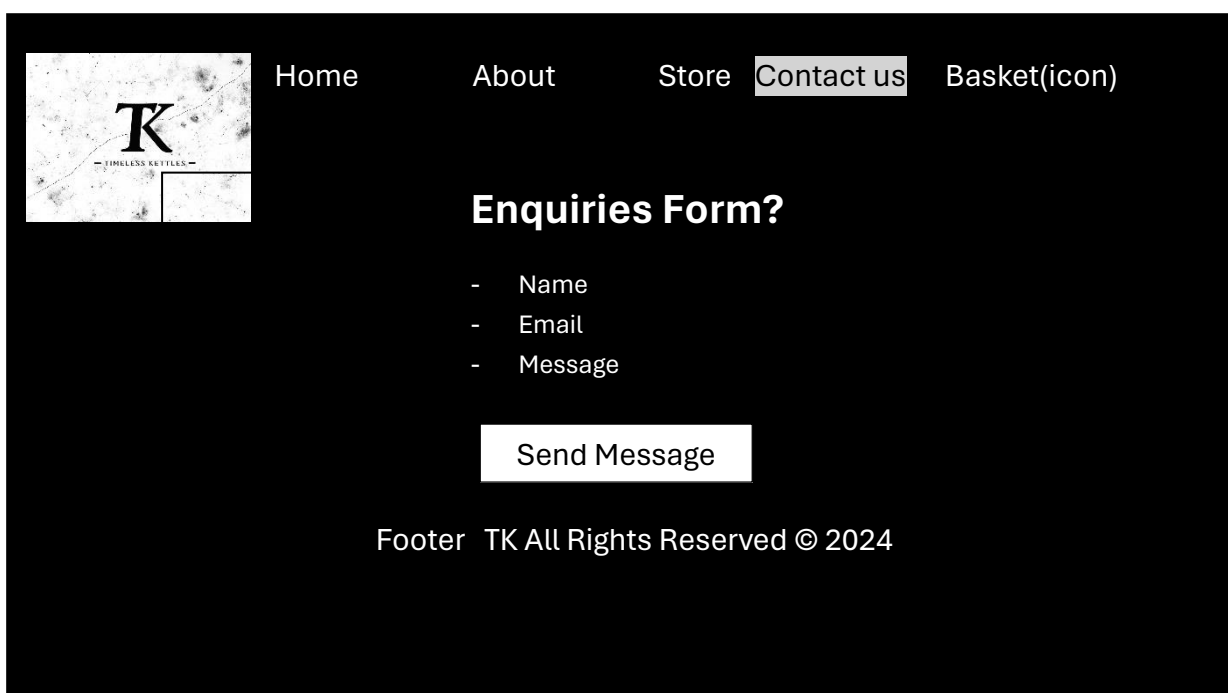 Home About Store Contact us Basket(icon)
TK
– TIMELESS KETTLES –
Enquiries Form?
- Name
- Email
- Message
Send Message
Footer TK All Rights Reserved © 2024